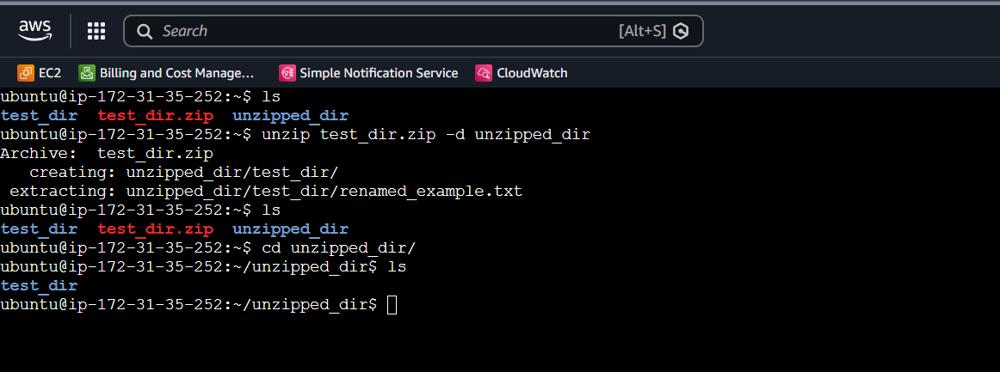 aws
Search [Alt+S]
EC2 Billing and Cost Manage... Simple Notification Service CloudWatch
ubuntu@ip-172-31-35-252:~$ ls
test_dir  test_dir.zip  unzipped_dir
ubuntu@ip-172-31-35-252:~$ unzip test_dir.zip -d unzipped_dir
Archive:  test_dir.zip
   creating: unzipped_dir/test_dir/
 extracting: unzipped_dir/test_dir/renamed_example.txt
ubuntu@ip-172-31-35-252:~$ ls
test_dir  test_dir.zip  unzipped_dir
ubuntu@ip-172-31-35-252:~$ cd unzipped_dir/
ubuntu@ip-172-31-35-252:~/unzipped_dir$ ls
test_dir
ubuntu@ip-172-31-35-252:~/unzipped_dir$